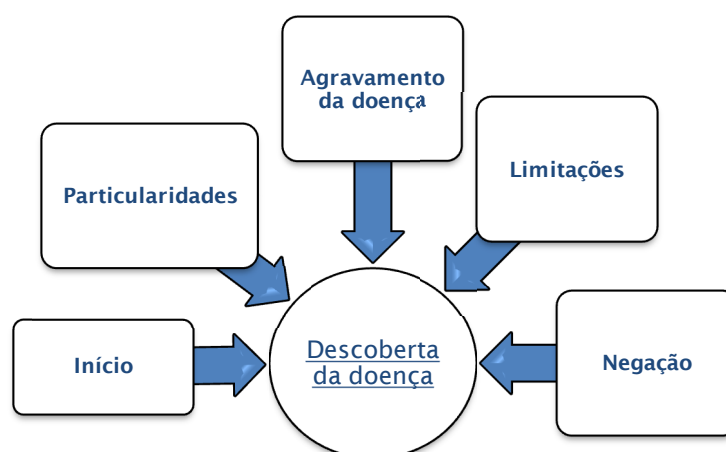 Agravamento
da doença
Limitações
Particularidades
Início
Descoberta
da doença
Negação